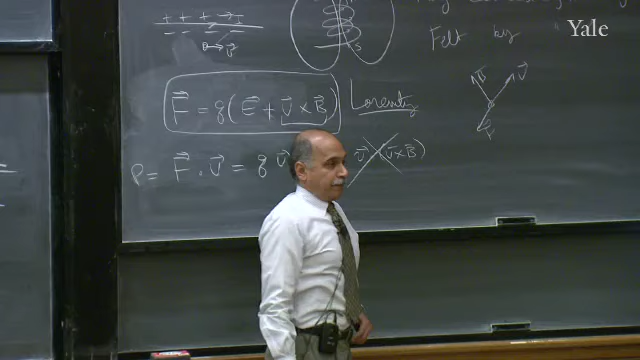 + + + → +
- - -
v⃗
S
Felt by
Yale
v⃗
F⃗ = q(E⃗ + v⃗ × B⃗) Lorentz
P = F⃗ · v⃗ = q v⃗ v⃗ (v⃗ × B⃗)